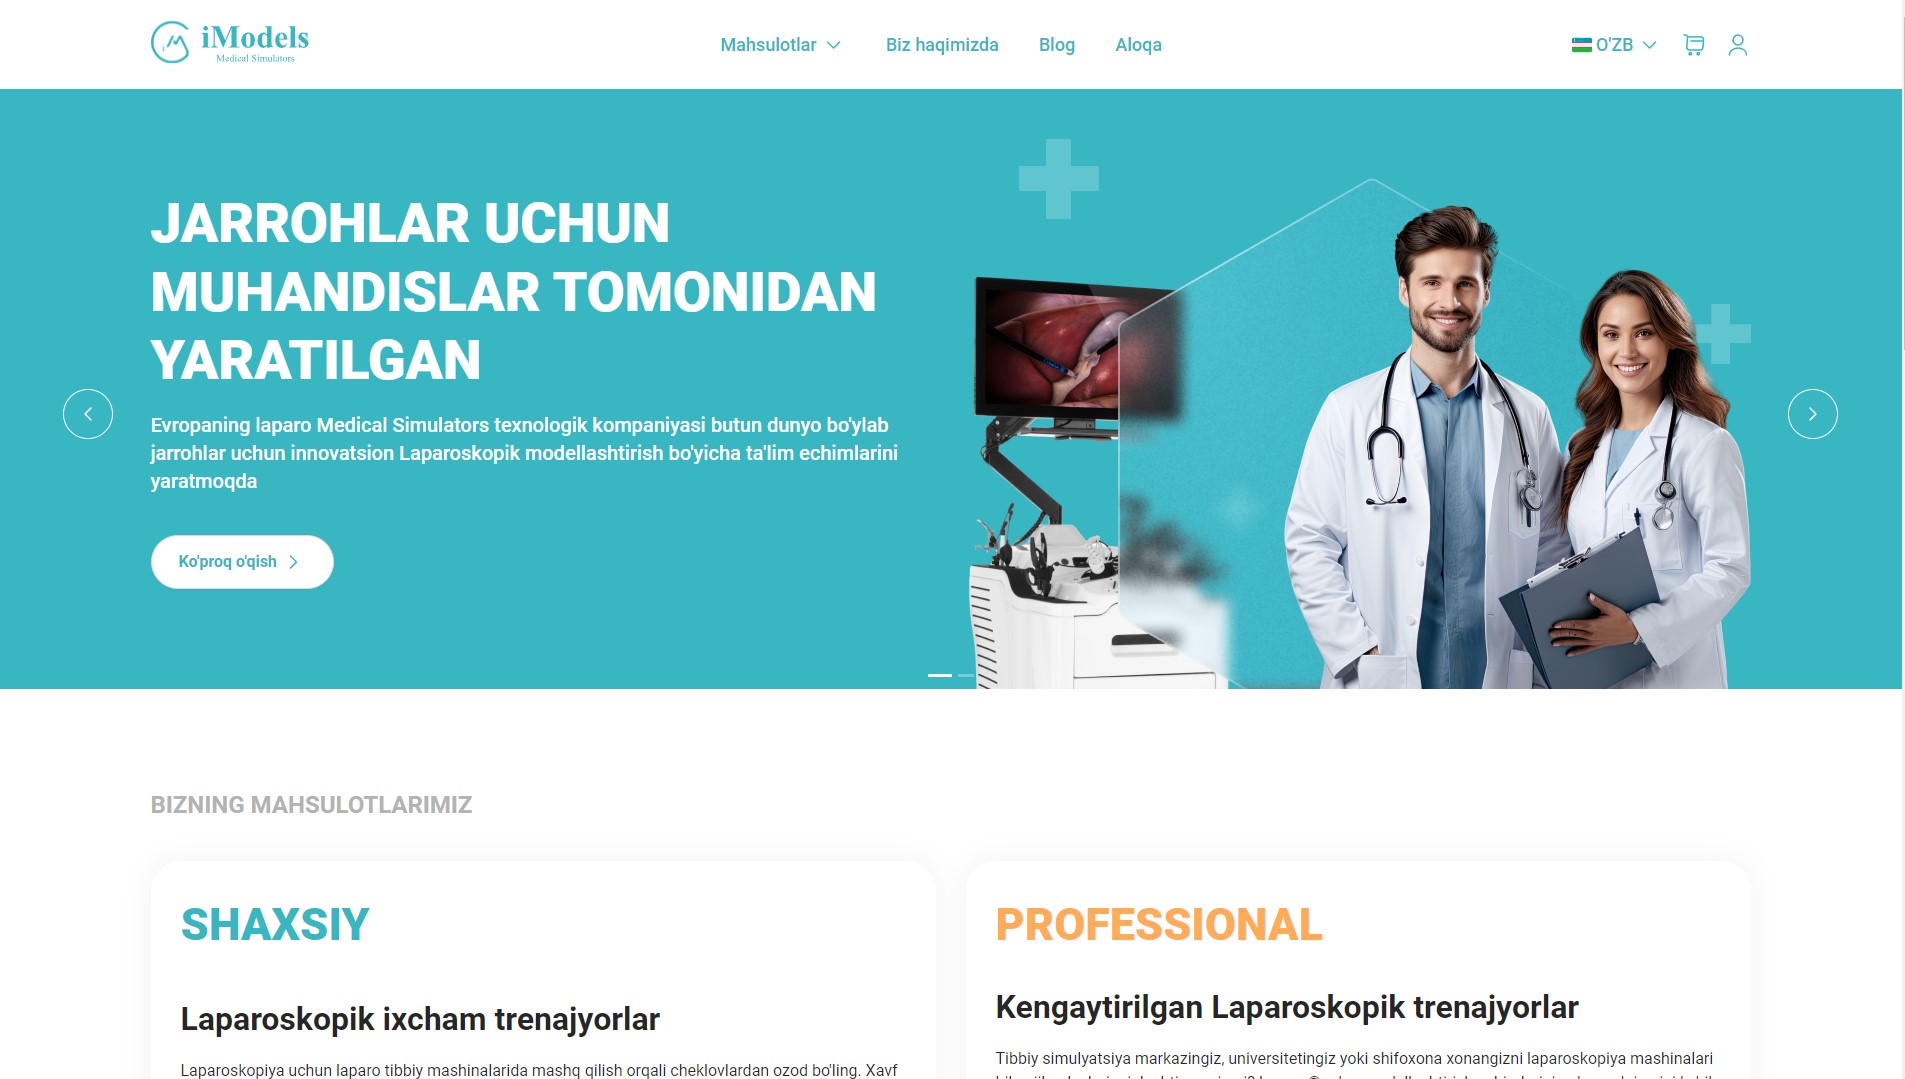 iModels
Medical Simulators
Mahsulotlar
Biz haqimizda
Blog
Aloqa
O'ZB
JARROHLAR UCHUN
MUHANDISLAR TOMONIDAN
YARATILGAN
Evropaning laparo Medical Simulators texnologik kompaniyasi butun dunyo bo'ylab
jarrohlar uchun innovatsion Laparoskopik modellashtirish bo'yicha ta'lim echimlarini
yaratmoqda
Ko'proq o'qish
BIZNING MAHSULOTLARIMIZ
SHAXSIY
Laparoskopik ixcham trenajyorlar
Laparoskopiya uchun laparo tibbiy mashinalarida mashq qilish orqali cheklovlardan ozod bo'ling. Xavf
PROFESSIONAL
Kengaytirilgan Laparoskopik trenajyorlar
Tibbiy simulyatsiya markazingiz, universitetingiz yoki shifoxona xonangizni laparoskopiya mashinalari